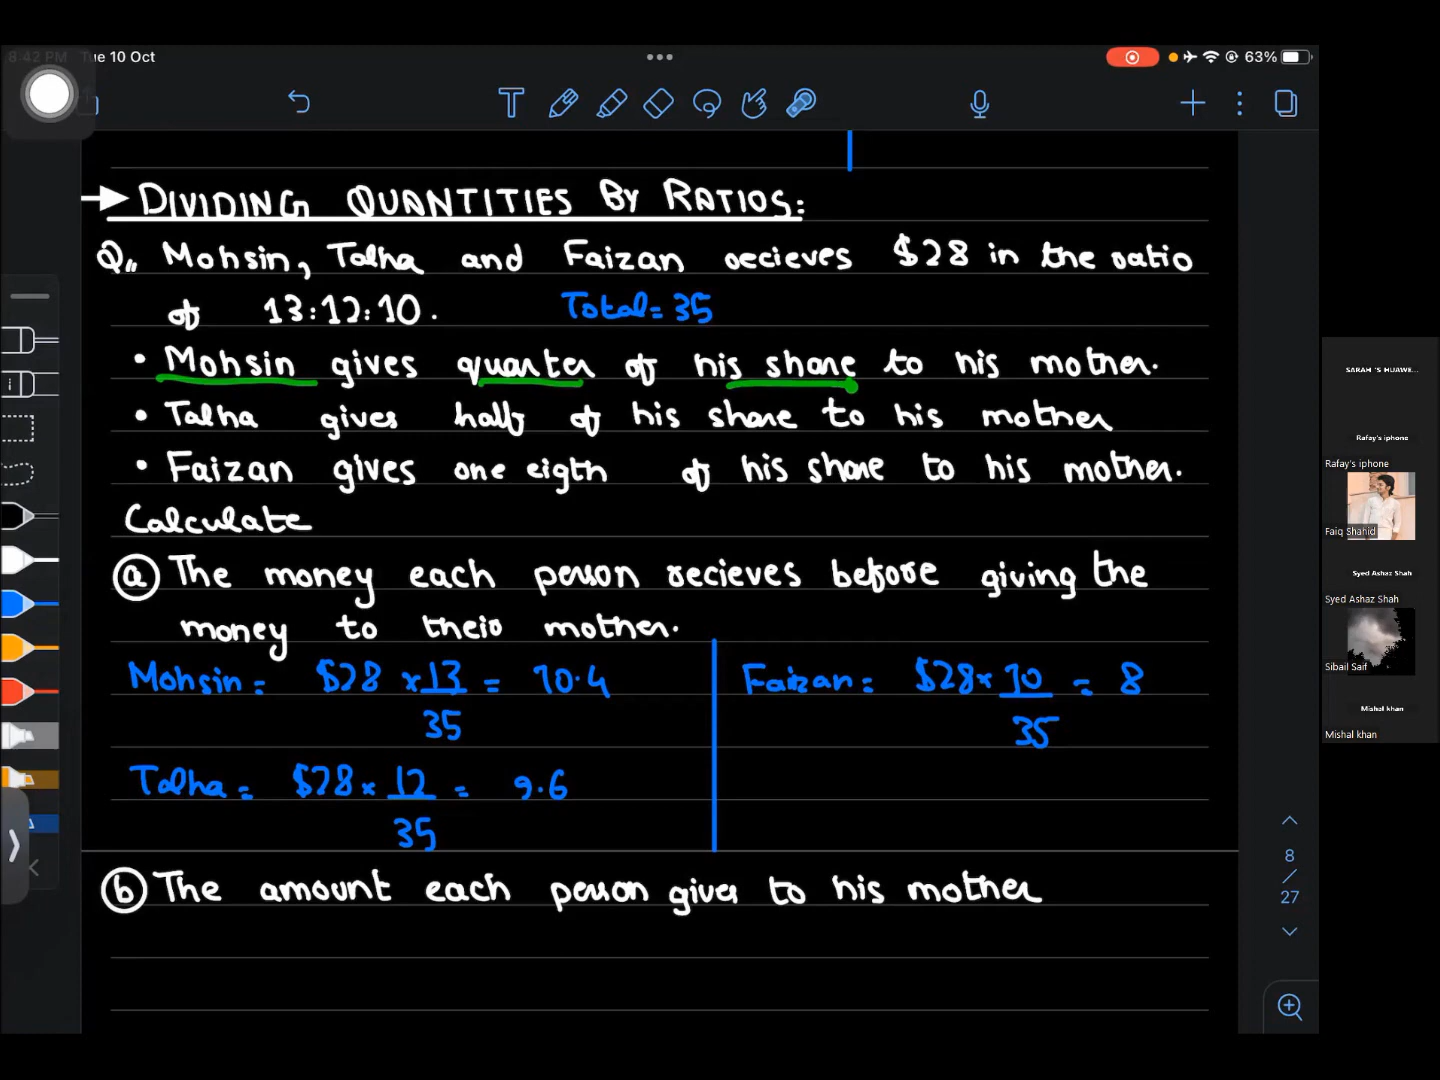 8:42 PM Tue 10 Oct
63%
DIVIDING QUANTITIES BY RATIOS:
Q,, Mohsin, Talha and Faizan recieves $28 in the ratio
of 13:12:10. Total = 35
• Mohsin gives quarter of his share to his mother.
• Talha gives half of his share to his mother
• Faizan gives one eigth of his share to his mother.
Calculate
(a) The money each person recieves before giving the
money to their mother.
Mohsin = $28 × 13/35 = 10.4
Talha = $28 × 12/35 = 9.6
Faizan = $28 × 10/35 = 8
(b) The amount each person gives to his mother
8
/
27
SARAH 'S HUAWE...
Rafay's iphone
Rafay's iphone
Faiq Shahid
Syed Ashaz Shah
Syed Ashaz Shah
Sibail Saif
Mishal khan
Mishal khan